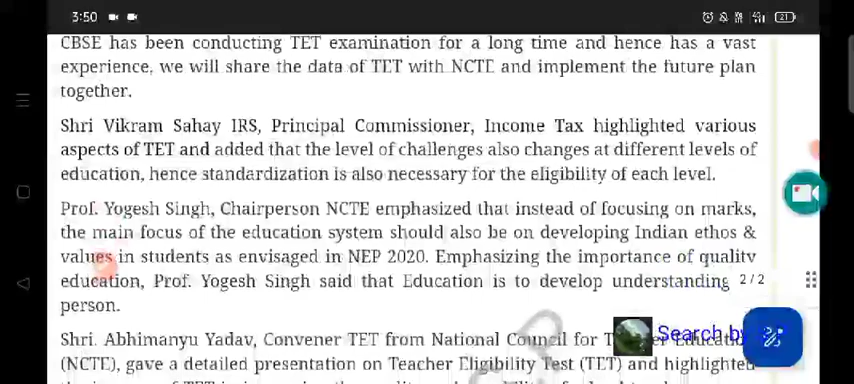 3:50
21
CBSE has been conducting TET examination for a long time and hence has a vast
experience, we will share the data of TET with NCTE and implement the future plan
together.
Shri Vikram Sahay IRS, Principal Commissioner, Income Tax highlighted various
aspects of TET and added that the level of challenges also changes at different levels of
education, hence standardization is also necessary for the eligibility of each level.
Prof. Yogesh Singh, Chairperson NCTE emphasized that instead of focusing on marks,
the main focus of the education system should also be on developing Indian ethos &
values in students as envisaged in NEP 2020. Emphasizing the importance of quality
education, Prof. Yogesh Singh said that Education is to develop understanding
2/2
person.
Shri. Abhimanyu Yadav, Convener TET from National Council for
Search by
(NCTE), gave a detailed presentation on Teacher Eligibility Test (TET) and highlighted